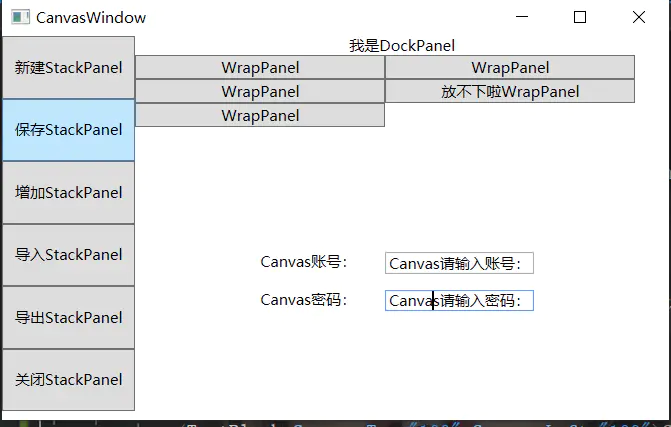 CanvasWindow
我是DockPanel
新建StackPanel
保存StackPanel
增加StackPanel
导入StackPanel
导出StackPanel
关闭StackPanel
WrapPanel
WrapPanel
WrapPanel
放不下啦WrapPanel
WrapPanel
Canvas账号：
Canvas请输入账号：
Canvas密码：
Canvas请输入密码：